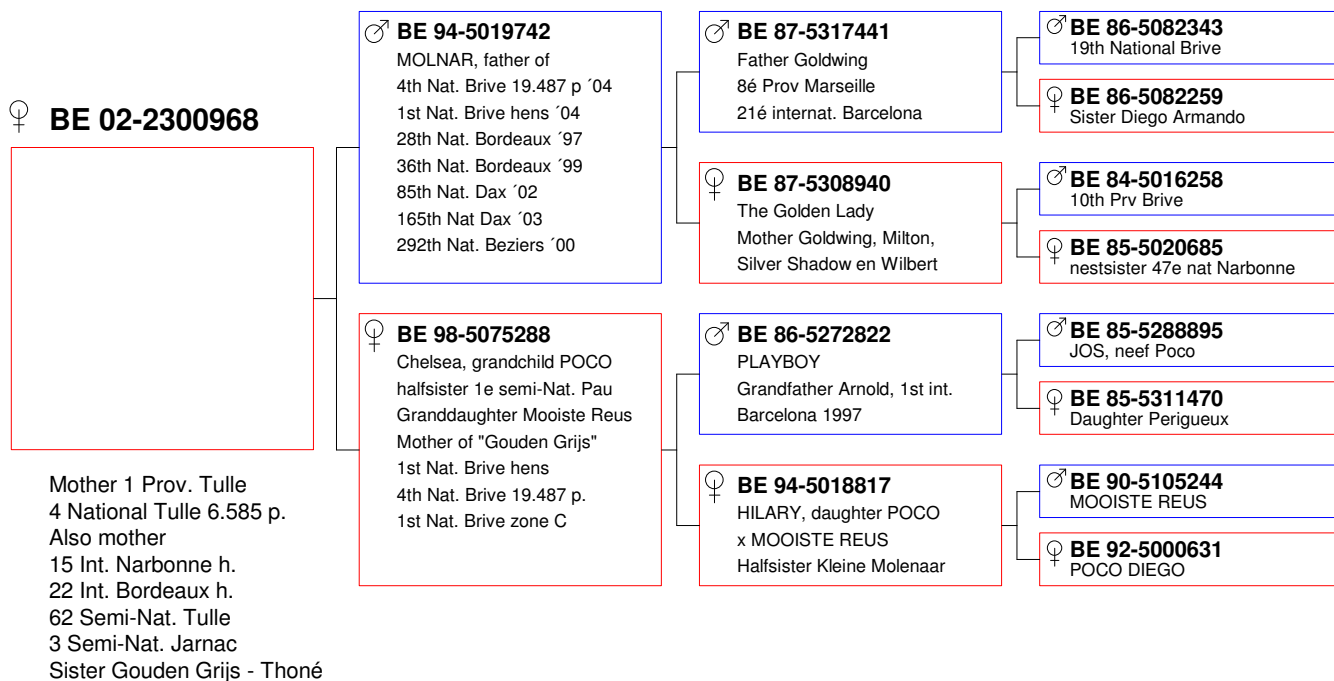 BE 02-2300968
Mother 1 Prov. Tulle
4 National Tulle 6.585 p.
Also mother
15 Int. Narbonne h.
22 Int. Bordeaux h.
62 Semi-Nat. Tulle
3 Semi-Nat. Jarnac
Sister Gouden Grijs - Thoné
BE 94-5019742
MOLNAR, father of
4th Nat. Brive 19.487 p ´04
1st Nat. Brive hens ´04
28th Nat. Bordeaux ´97
36th Nat. Bordeaux ´99
85th Nat. Dax ´02
165th Nat Dax ´03
292th Nat. Beziers ´00
BE 98-5075288
Chelsea, grandchild POCO
halfsister 1e semi-Nat. Pau
Granddaughter Mooiste Reus
Mother of "Gouden Grijs"
1st Nat. Brive hens
4th Nat. Brive 19.487 p.
1st Nat. Brive zone C
BE 87-5317441
Father Goldwing
8é Prov Marseille
21é internat. Barcelona
BE 87-5308940
The Golden Lady
Mother Goldwing, Milton,
Silver Shadow en Wilbert
BE 86-5272822
PLAYBOY
Grandfather Arnold, 1st int.
Barcelona 1997
BE 94-5018817
HILARY, daughter POCO
x MOOISTE REUS
Halfsister Kleine Molenaar
BE 86-5082343
19th National Brive
BE 86-5082259
Sister Diego Armando
BE 84-5016258
10th Prv Brive
BE 85-5020685
nestsister 47e nat Narbonne
BE 85-5288895
JOS, neef Poco
BE 85-5311470
Daughter Perigueux
BE 90-5105244
MOOISTE REUS
BE 92-5000631
POCO DIEGO